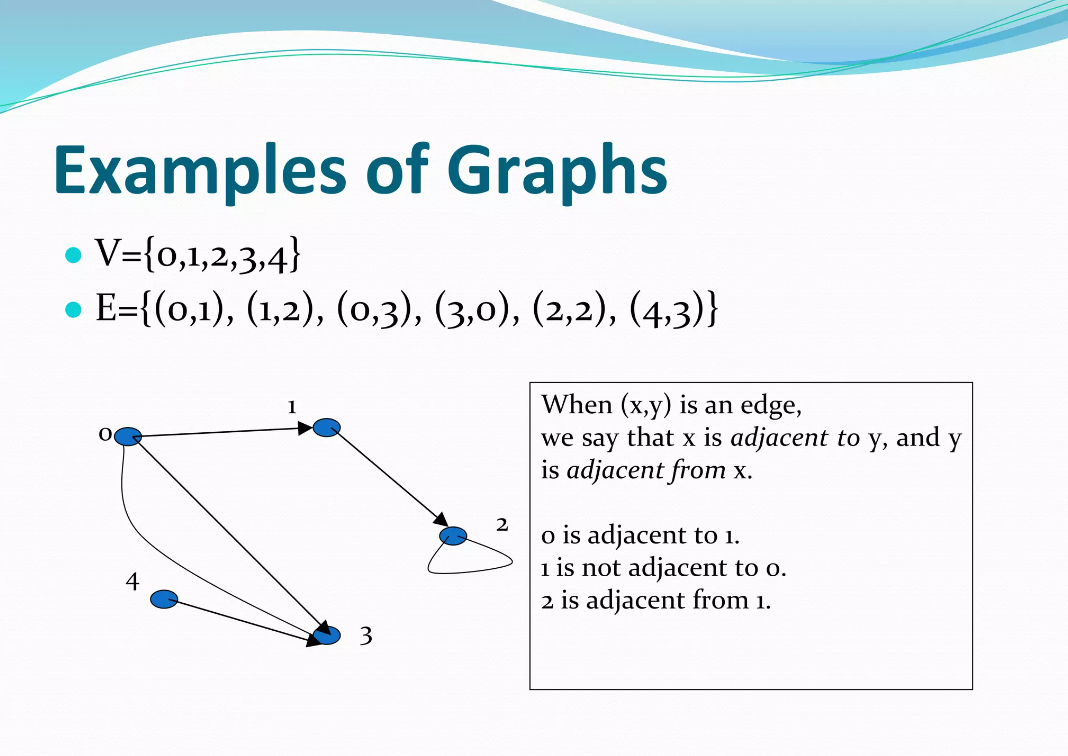 Examples of Graphs
V={0,1,2,3,4}
E={(0,1), (1,2), (0,3), (3,0), (2,2), (4,3)}
0
1
2
4
3
When (x,y) is an edge,
we say that x is adjacent to y, and y
is adjacent from x.
0 is adjacent to 1.
1 is not adjacent to 0.
2 is adjacent from 1.